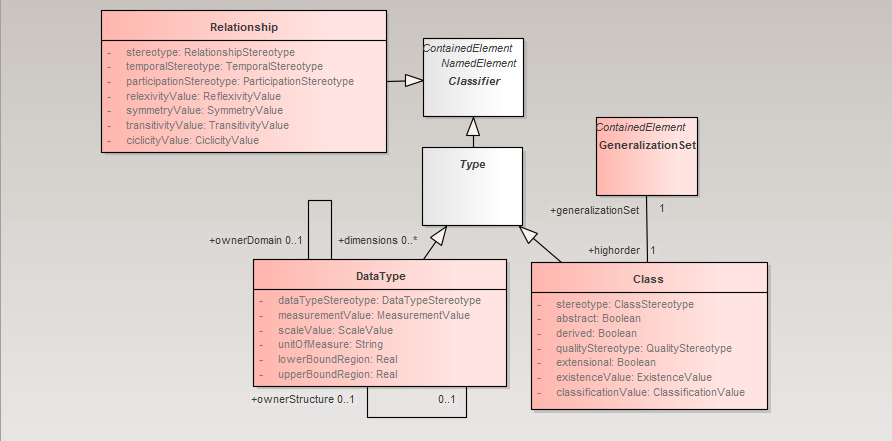 Relationship
- stereotype: RelationshipStereotype
- temporalStereotype: TemporalStereotype
- participationStereotype: ParticipationStereotype
- relexivityValue: ReflexivityValue
- symmetryValue: SymmetryValue
- transitivityValue: TransitivityValue
- ciclicityValue: CiclicityValue
ContainedElement
NamedElement
Classifier
ContainedElement
GeneralizationSet
Type
+generalizationSet 1
+ownerDomain 0..1
+dimensions 0..*
+highorder 1
DataType
- dataTypeStereotype: DataTypeStereotype
- measurementValue: MeasurementValue
- scaleValue: ScaleValue
- unitOfMeasure: String
- lowerBoundRegion: Real
- upperBoundRegion: Real
Class
- stereotype: ClassStereotype
- abstract: Boolean
- derived: Boolean
- qualityStereotype: QualityStereotype
- extensional: Boolean
- existenceValue: ExistenceValue
- classificationValue: ClassificationValue
+ownerStructure 0..1
0..1